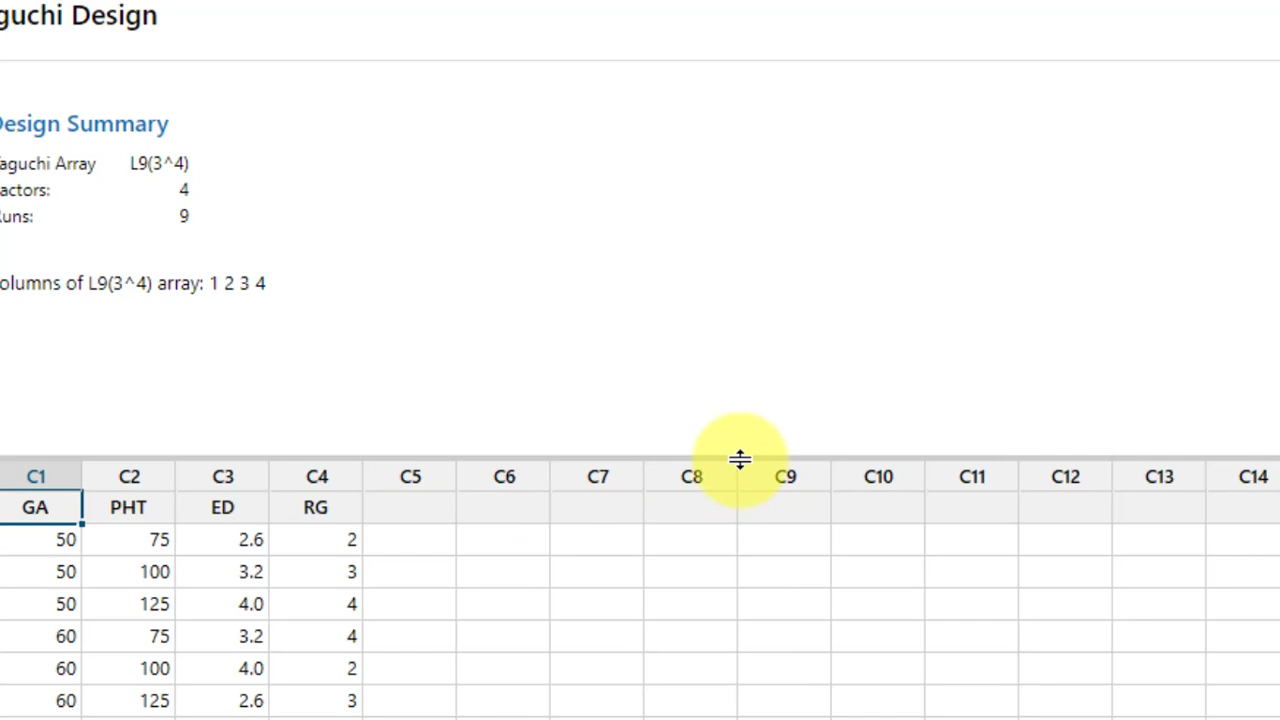 guchi Design
Design Summary
Taguchi Array L9(3^4)
actors: 4
Runs: 9
olumns of L9(3^4) array: 1 2 3 4
C1 C2 C3 C4 C5 C6 C7 C8 C9 C10 C11 C12 C13 C14
GA PHT ED RG
50 75 2.6 2
50 100 3.2 3
50 125 4.0 4
60 75 3.2 4
60 100 4.0 2
60 125 2.6 3